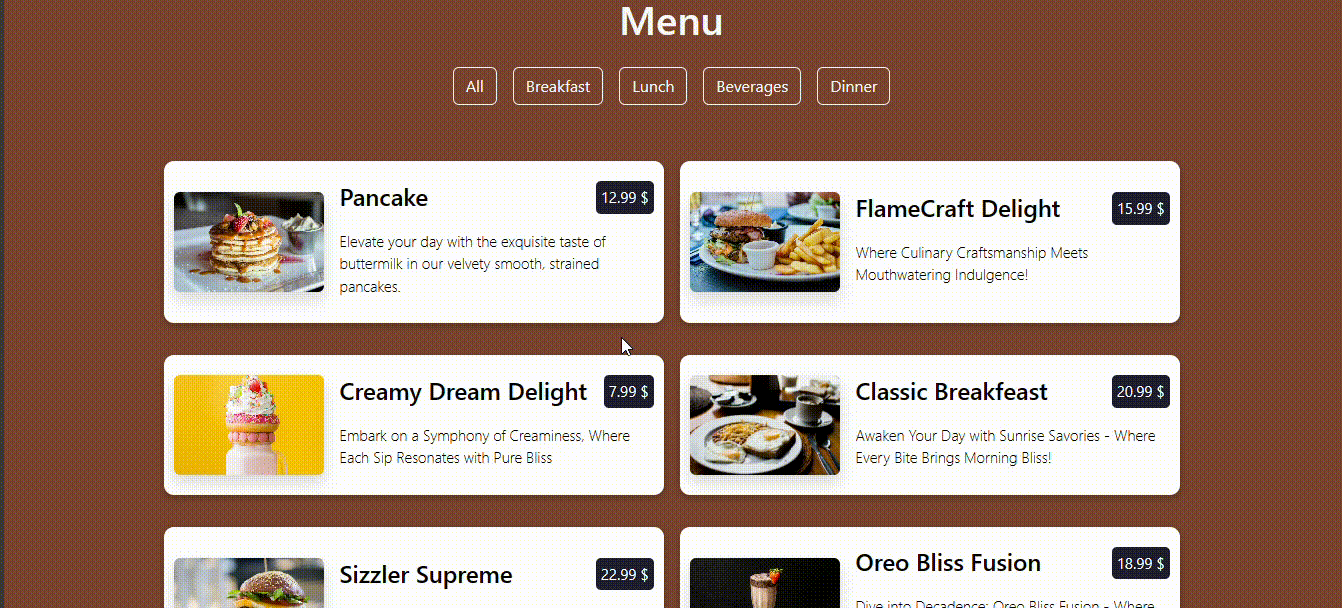 Menu
All
Breakfast
Lunch
Beverages
Dinner
Pancake
12.99 $
Elevate your day with the exquisite taste of
buttermilk in our velvety smooth, strained
pancakes.
FlameCraft Delight
15.99 $
Where Culinary Craftsmanship Meets
Mouthwatering Indulgence!
Creamy Dream Delight
7.99 $
Embark on a Symphony of Creaminess, Where
Each Sip Resonates with Pure Bliss
Classic Breakfeast
20.99 $
Awaken Your Day with Sunrise Savories - Where
Every Bite Brings Morning Bliss!
Sizzler Supreme
22.99 $
Oreo Bliss Fusion
18.99 $
Dive into Decadence: Oreo Bliss Fusion - Where